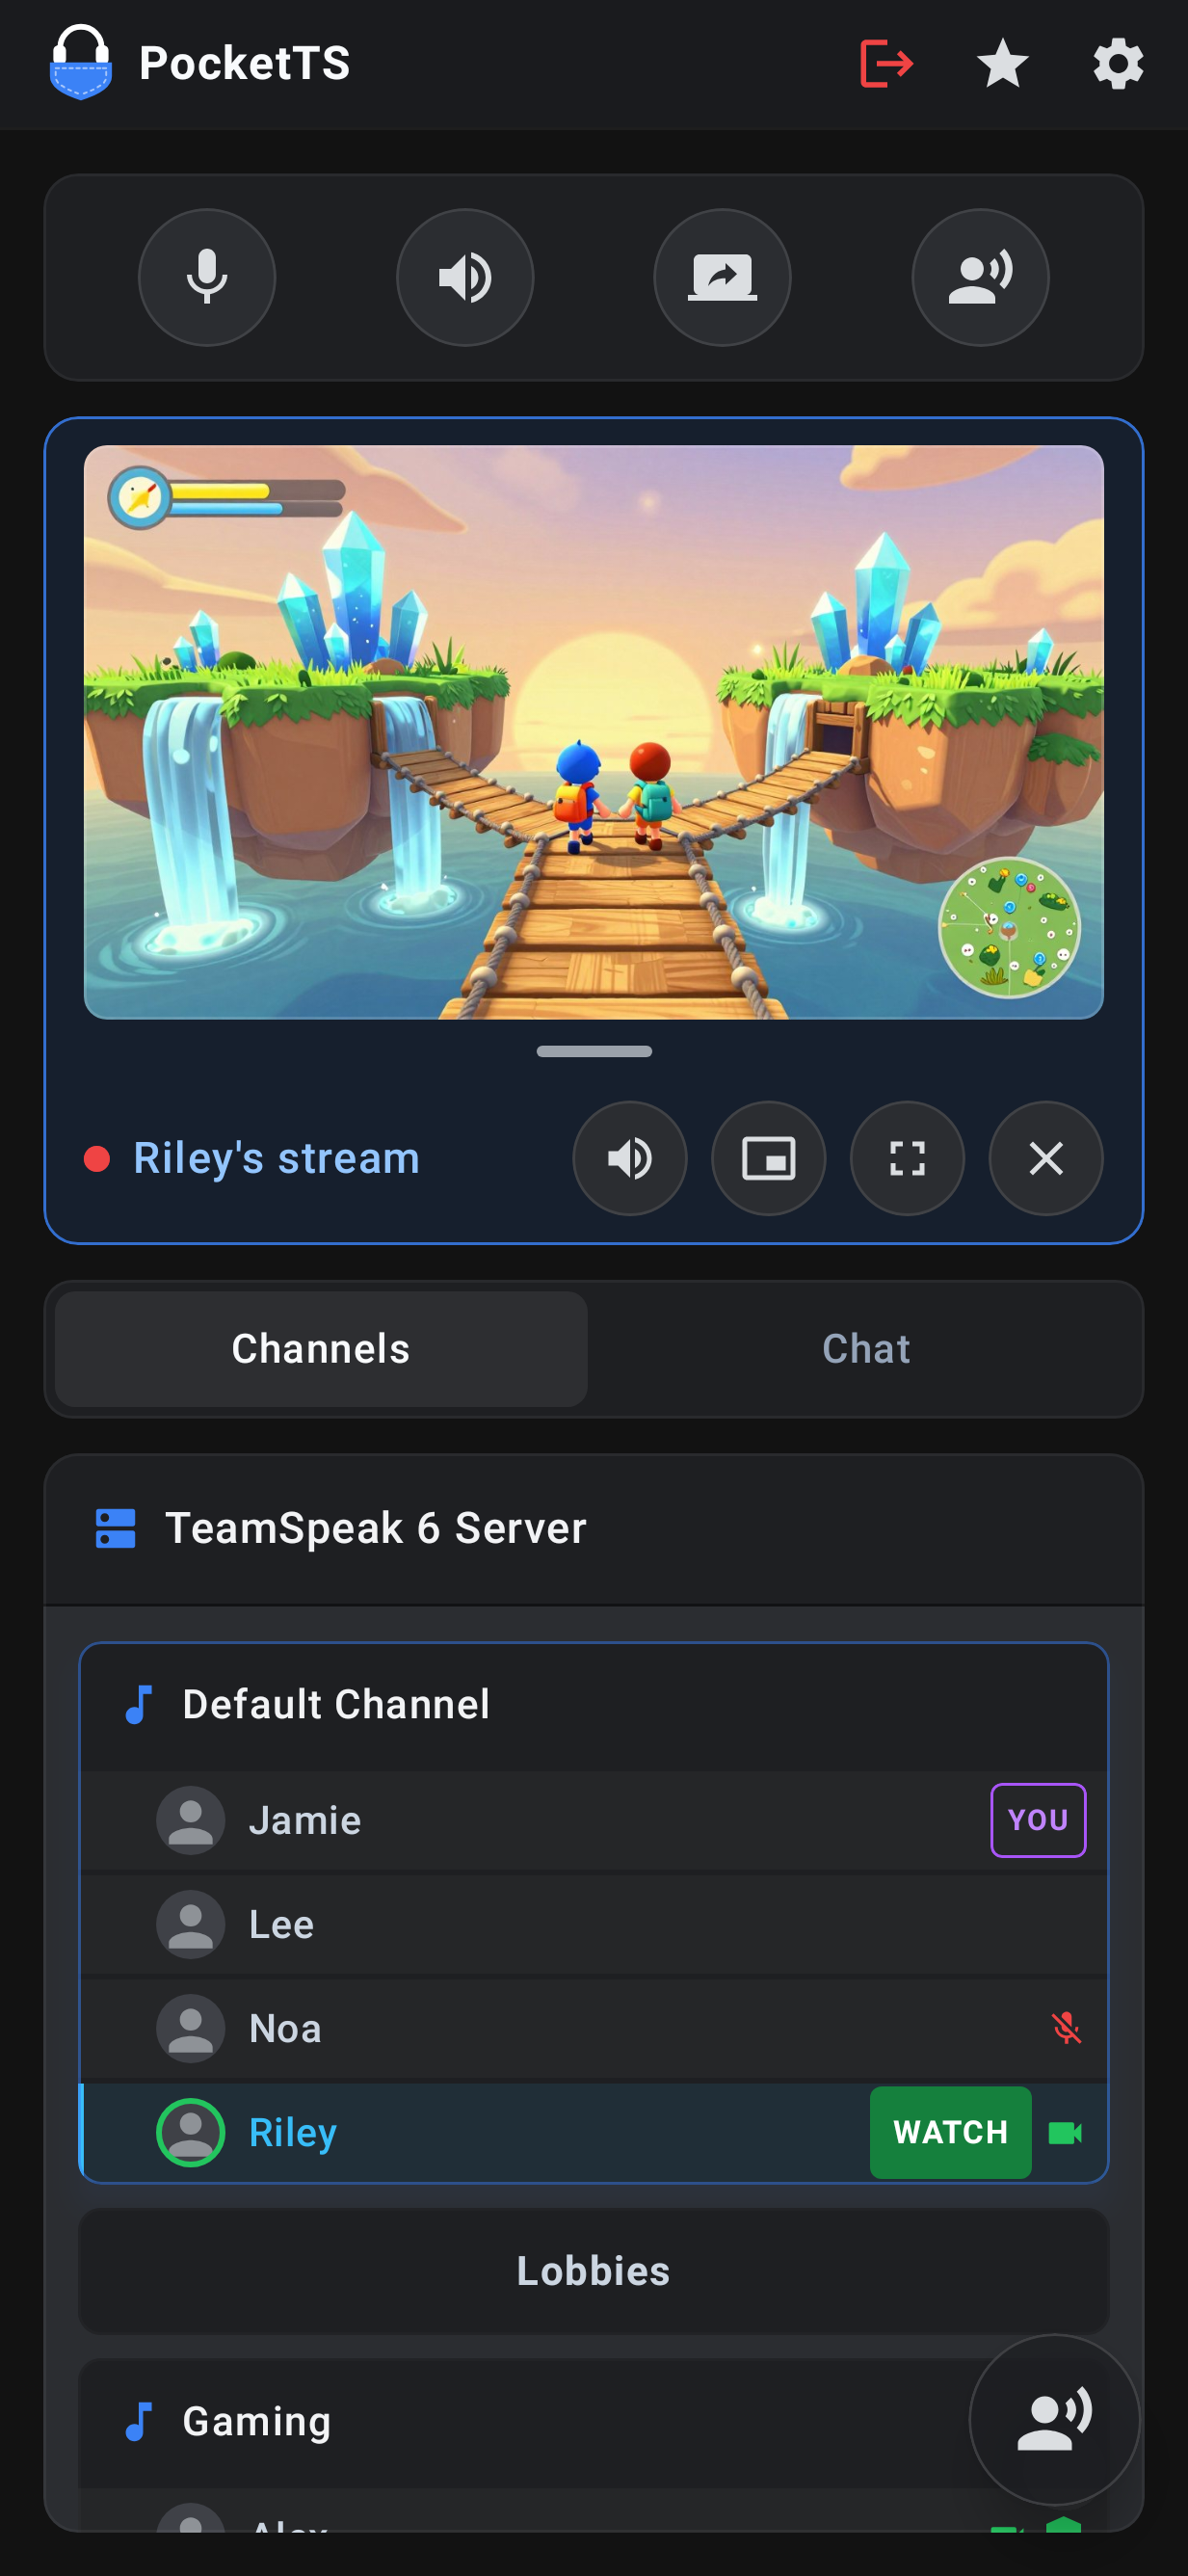 PocketTS
Riley's stream
Channels
Chat
TeamSpeak 6 Server
Default Channel
Jamie
YOU
Lee
Noa
Riley
WATCH
Lobbies
Gaming